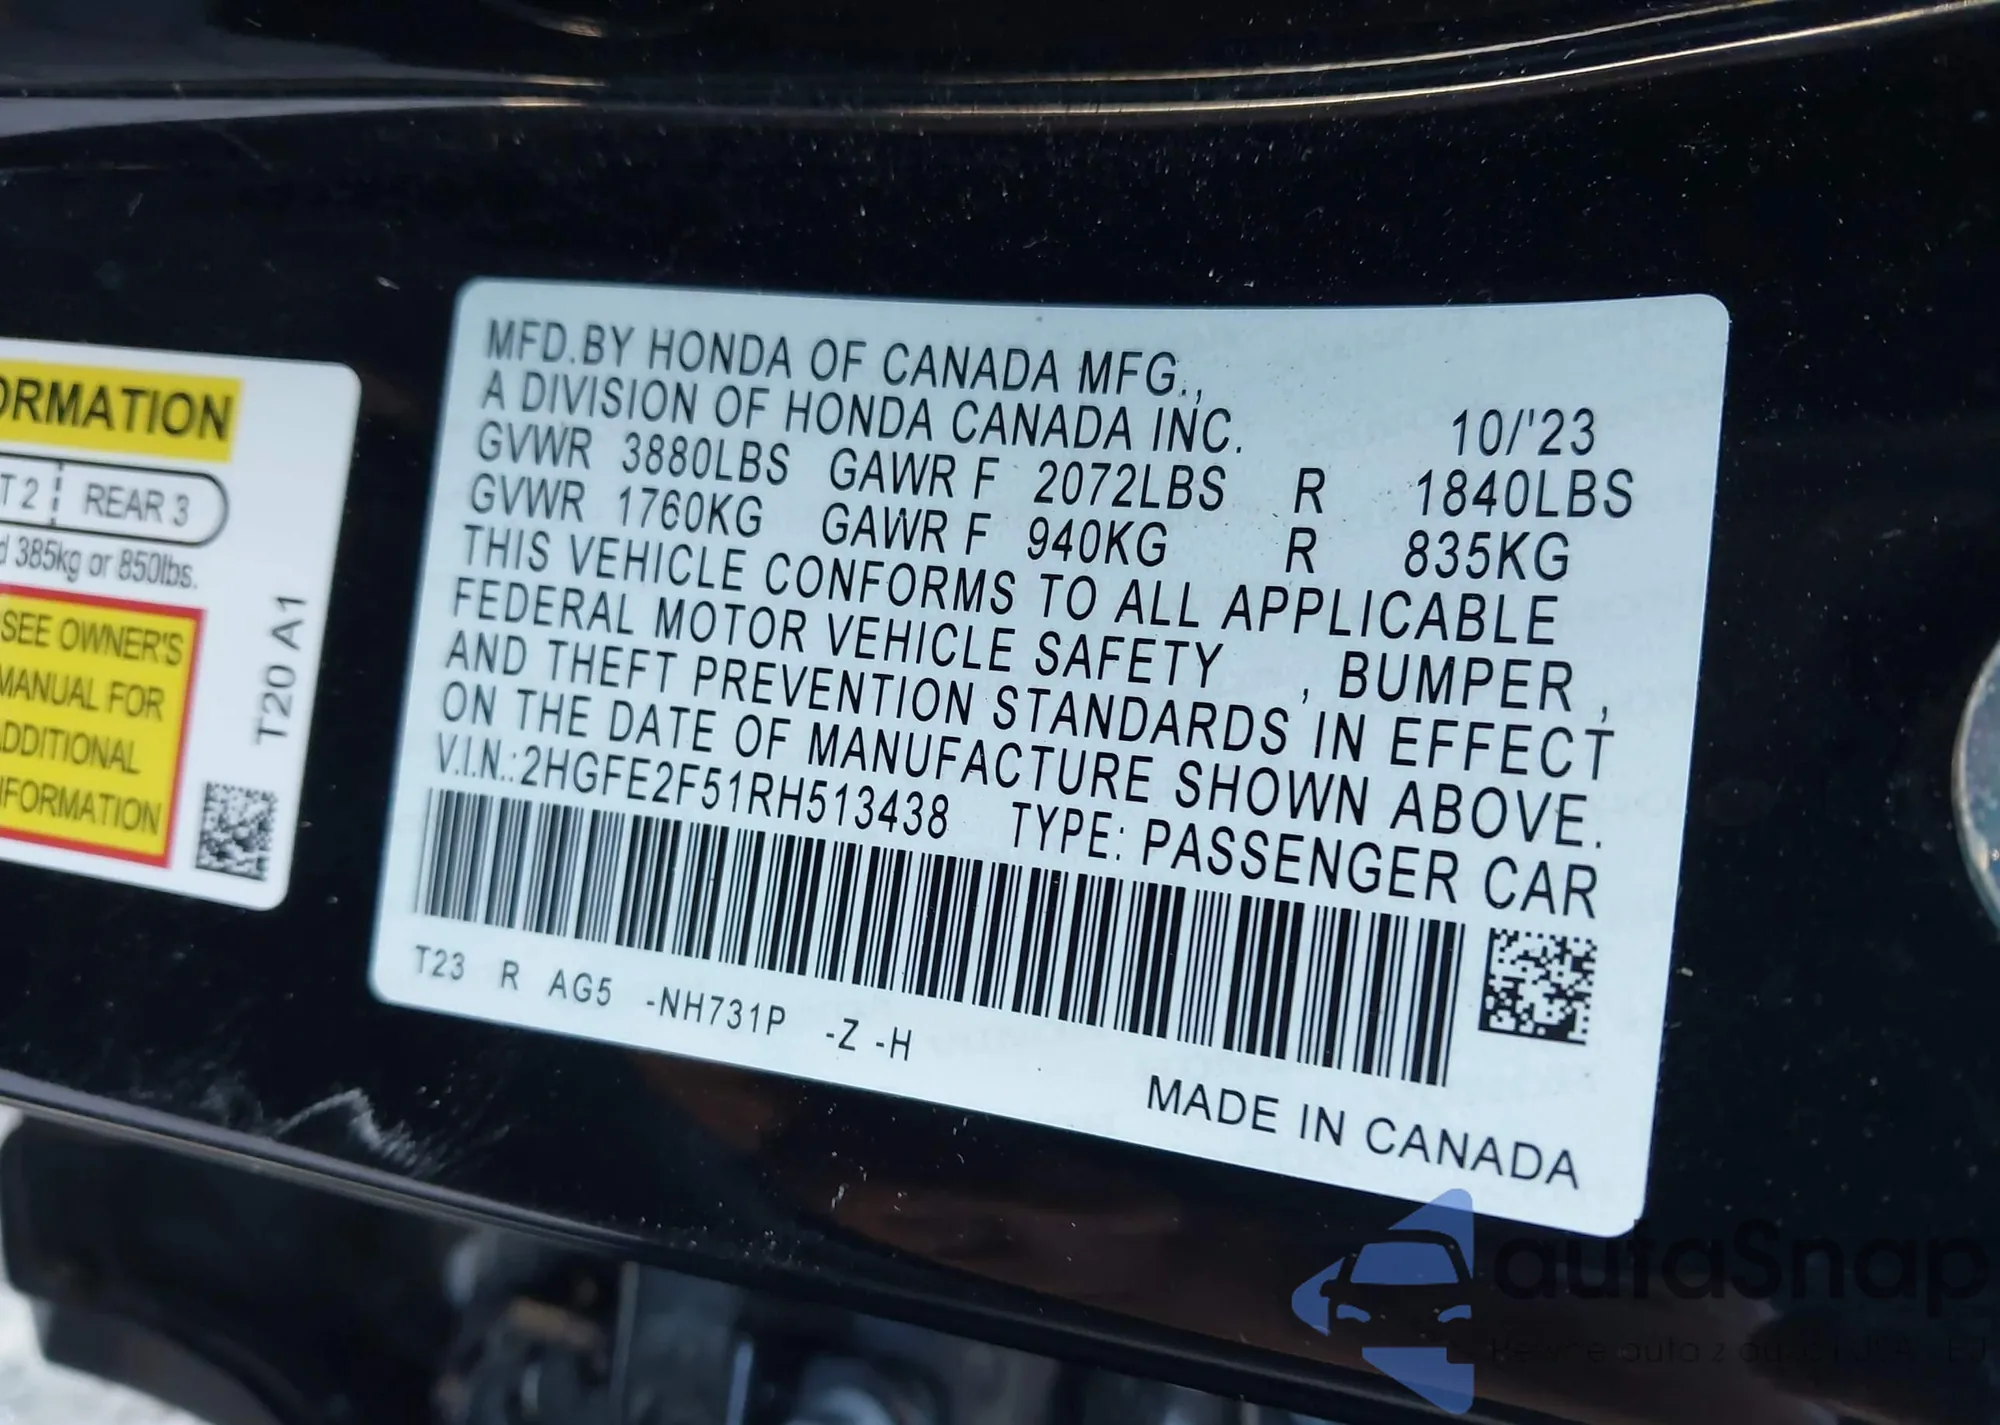 ORMATION
T 2 REAR 3
d 385kg or 850lbs.
SEE OWNER'S
MANUAL FOR
ADDITIONAL
INFORMATION
T20 A1
MFD.BY HONDA OF CANADA MFG.,
A DIVISION OF HONDA CANADA INC. 10/'23
GVWR 3880LBS GAWR F 2072LBS R 1840LBS
GVWR 1760KG GAWR F 940KG R 835KG
THIS VEHICLE CONFORMS TO ALL APPLICABLE
FEDERAL MOTOR VEHICLE SAFETY , BUMPER ,
AND THEFT PREVENTION STANDARDS IN EFFECT
ON THE DATE OF MANUFACTURE SHOWN ABOVE.
V.I.N.: 2HGFE2F51RH513438 TYPE: PASSENGER CAR
T23 R AG5 -NH731P -Z -H
MADE IN CANADA
autaSnap